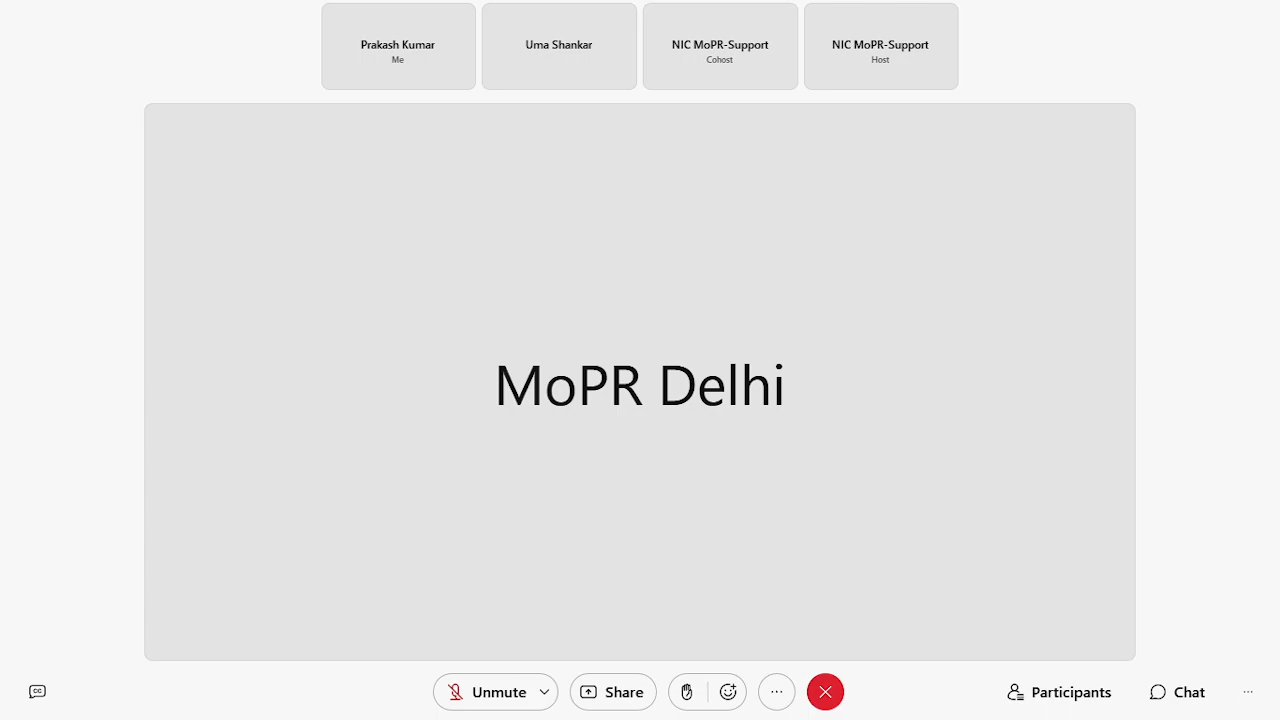 Prakash Kumar
Me
Uma Shankar
NIC MoPR-Support
Cohost
NIC MoPR-Support
Host
MoPR Delhi
CC
Unmute
Share
Participants
Chat